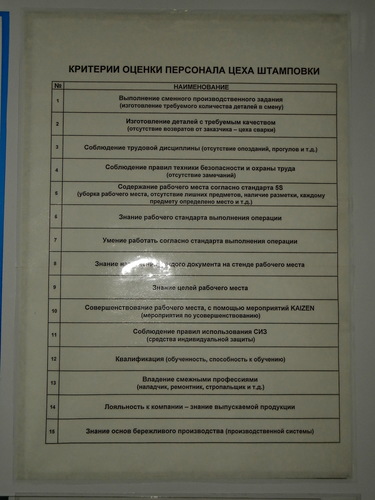 КРИТЕРИИ ОЦЕНКИ ПЕРСОНАЛА ЦЕХА ШТАМПОВКИ
№ НАИМЕНОВАНИЕ
1 Выполнение сменного производственного задания
(изготовление требуемого количества деталей в смену)
2 Изготовление деталей с требуемым качеством
(отсутствие возвратов от заказчика – цеха сварки)
3 Соблюдение трудовой дисциплины (отсутствие опозданий, прогулов и т.д.)
4 Соблюдение правил техники безопасности и охраны труда
(отсутствие замечаний)
5 Содержание рабочего места согласно стандарта 5S
(уборка рабочего места, отсутствие лишних предметов, наличие разметки, каждому
предмету определено место и т.д.)
6 Знание рабочего стандарта выполнения операции
7 Умение работать согласно стандарта выполнения операции
8 Знание документа на стенде рабочего места
9 Знание целей рабочего места
10 Совершенствование рабочего места, с помощью мероприятий KAIZEN
(мероприятия по усовершенствованию)
11 Соблюдение правил использования СИЗ
(средства индивидуальной защиты)
12 Квалификация (обученность, способность к обучению)
13 Владение смежными профессиями
(наладчик, ремонтник, стропальщик и т.д.)
14 Лояльность к компании – знание выпускаемой продукции
15 Знание основ бережливого производства (производственной системы)